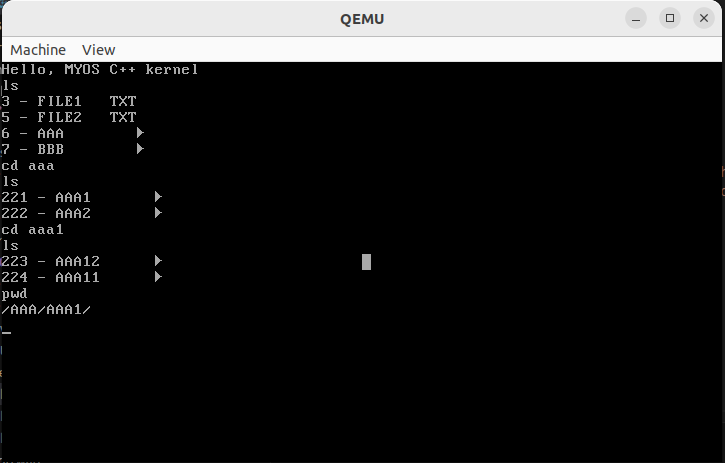 QEMU
Machine View
Hello, MYOS C++ kernel
ls
3 - FILE1   TXT
5 - FILE2   TXT
6 - AAA        ►
7 - BBB        ►
cd aaa
ls
221 - AAA1       ►
222 - AAA2       ►
cd aaa1
ls
223 - AAA12      ►
224 - AAA11      ►
pwd
/AAA/AAA1/